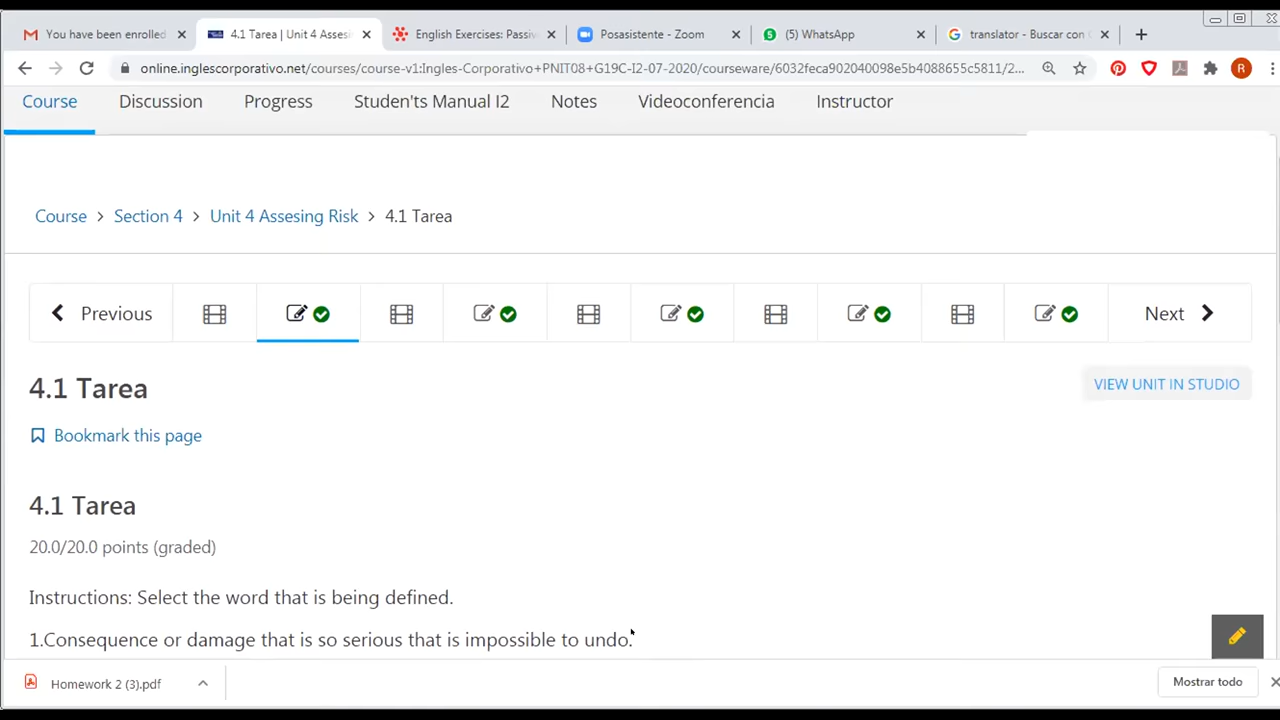 You have been enrolled
4.1 Tarea | Unit 4 Assesi
English Exercises: Passiv
Posasistente - Zoom
(5) WhatsApp
translator - Buscar con
online.inglescorporativo.net/courses/course-v1:Ingles-Corporativo+PNIT08+G19C-I2-07-2020/courseware/6032feca902040098e5b4088655c5811/2...
R
Course
Discussion
Progress
Studen'ts Manual I2
Notes
Videoconferencia
Instructor
Course > Section 4 > Unit 4 Assesing Risk > 4.1 Tarea
Previous
Next
4.1 Tarea
VIEW UNIT IN STUDIO
Bookmark this page
4.1 Tarea
20.0/20.0 points (graded)
Instructions: Select the word that is being defined.
1.Consequence or damage that is so serious that is impossible to undo.
Homework 2 (3).pdf
Mostrar todo